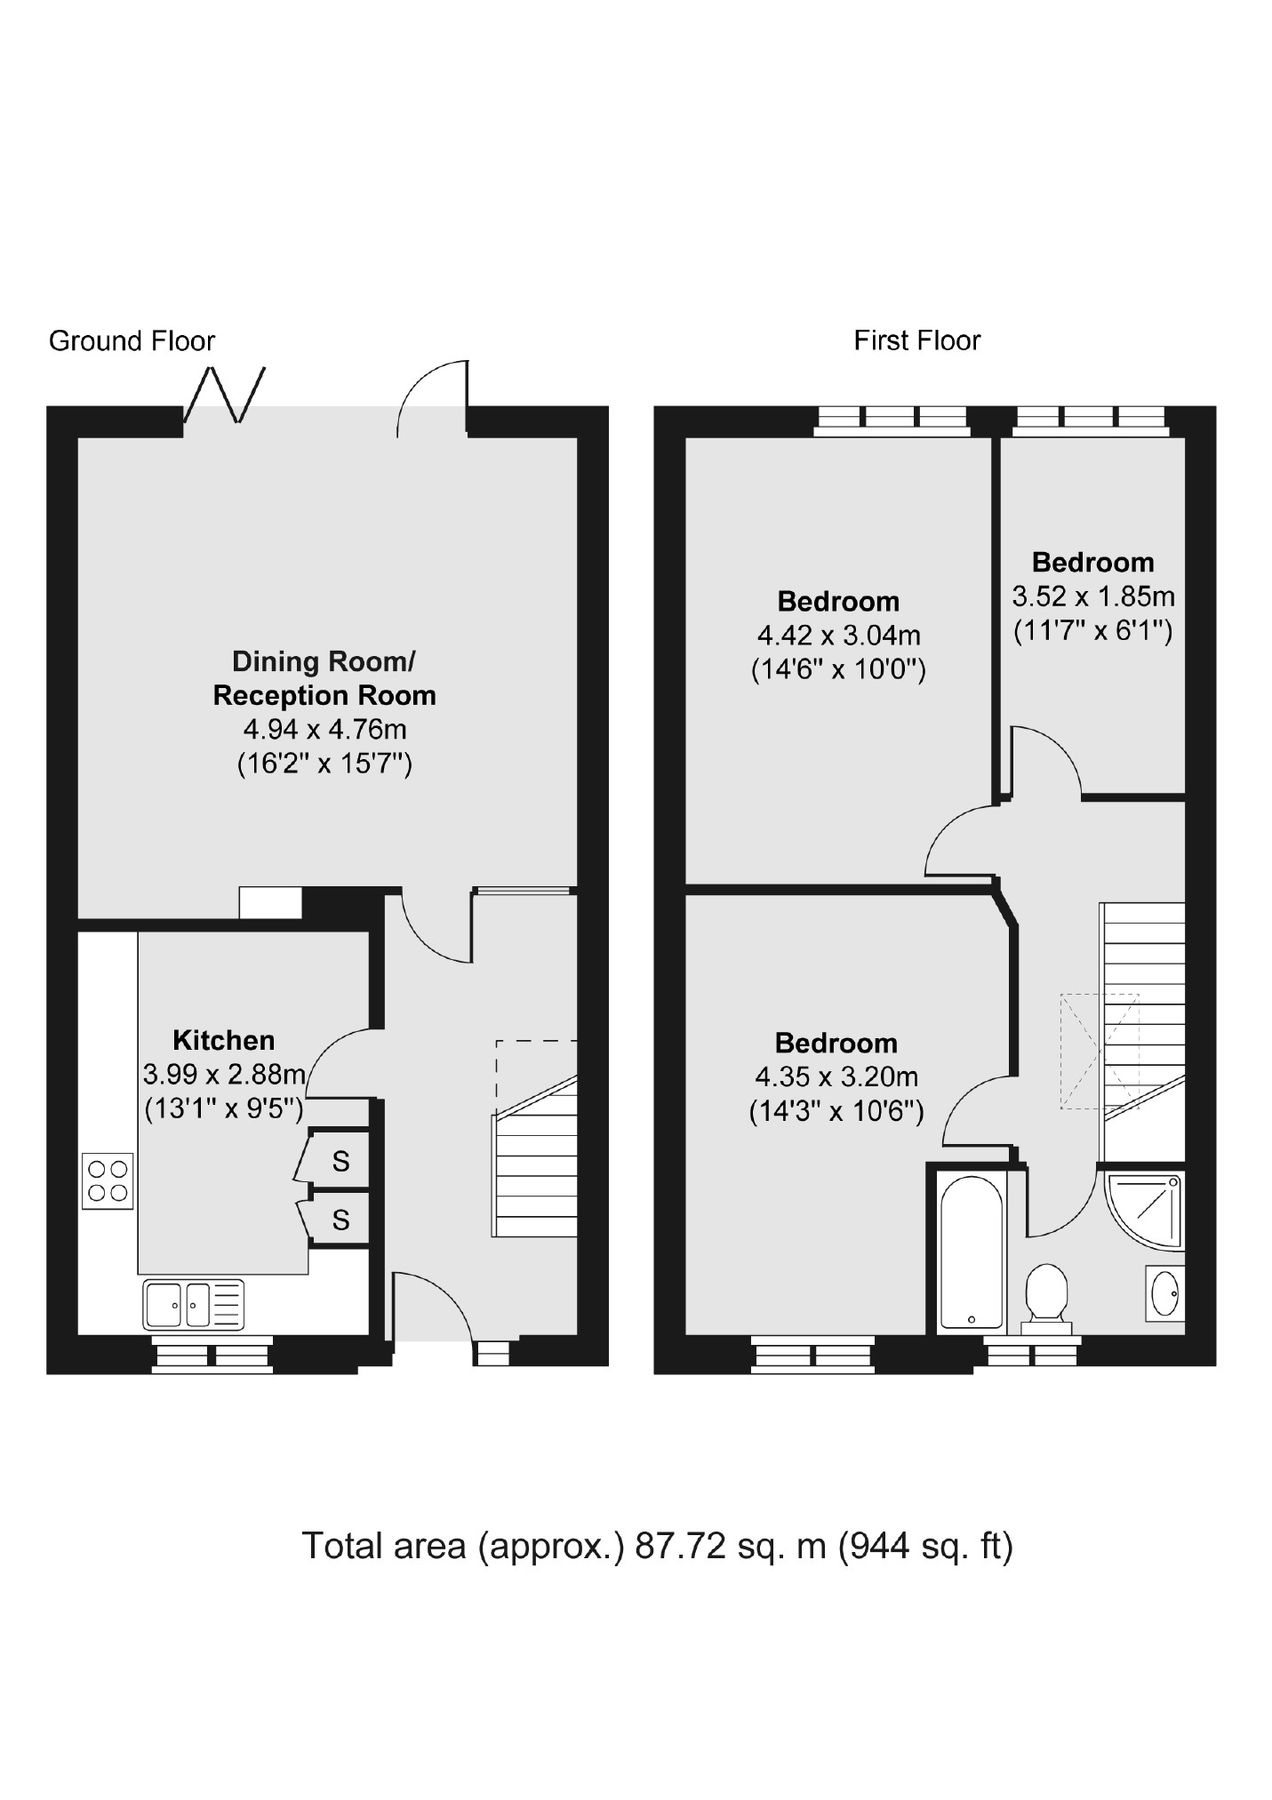 Ground Floor
First Floor
Dining Room/
Reception Room
4.94 x 4.76m
(16'2" x 15'7")
Kitchen
3.99 x 2.88m
(13'1" x 9'5")
S
S
Bedroom
4.42 x 3.04m
(14'6" x 10'0")
Bedroom
3.52 x 1.85m
(11'7" x 6'1")
Bedroom
4.35 x 3.20m
(14'3" x 10'6")
Total area (approx.) 87.72 sq. m (944 sq. ft)